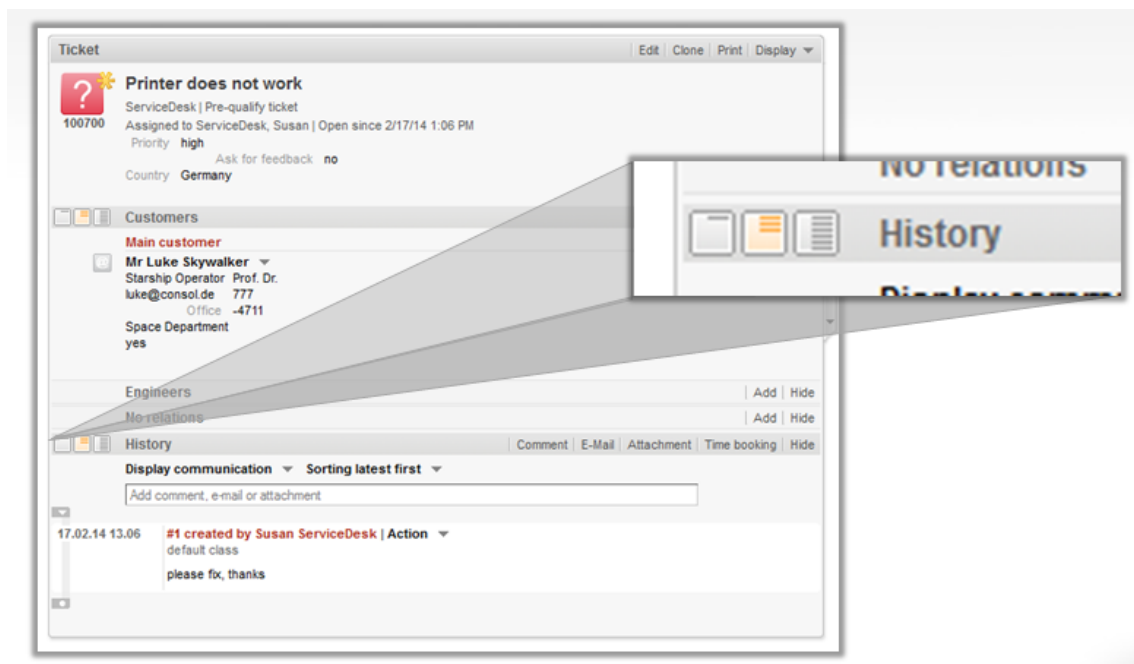 Ticket Edit Clone Print Display
Printer does not work
ServiceDesk | Pre-qualify ticket
100700 Assigned to ServiceDesk, Susan | Open since 2/17/14 1:06 PM
Priority high
Ask for feedback no
Country Germany
No relations
History
Customers
Main customer
Mr Luke Skywalker
Starship Operator Prof. Dr.
luke@consol.de 777
Office -4711
Space Department
yes
Engineers Add Hide
No relations Add Hide
History Comment E-Mail Attachment Time booking Hide
Display communication Sorting latest first
Add comment, e-mail or attachment
17.02.14 13.06 #1 created by Susan ServiceDesk | Action
default class
please fix, thanks